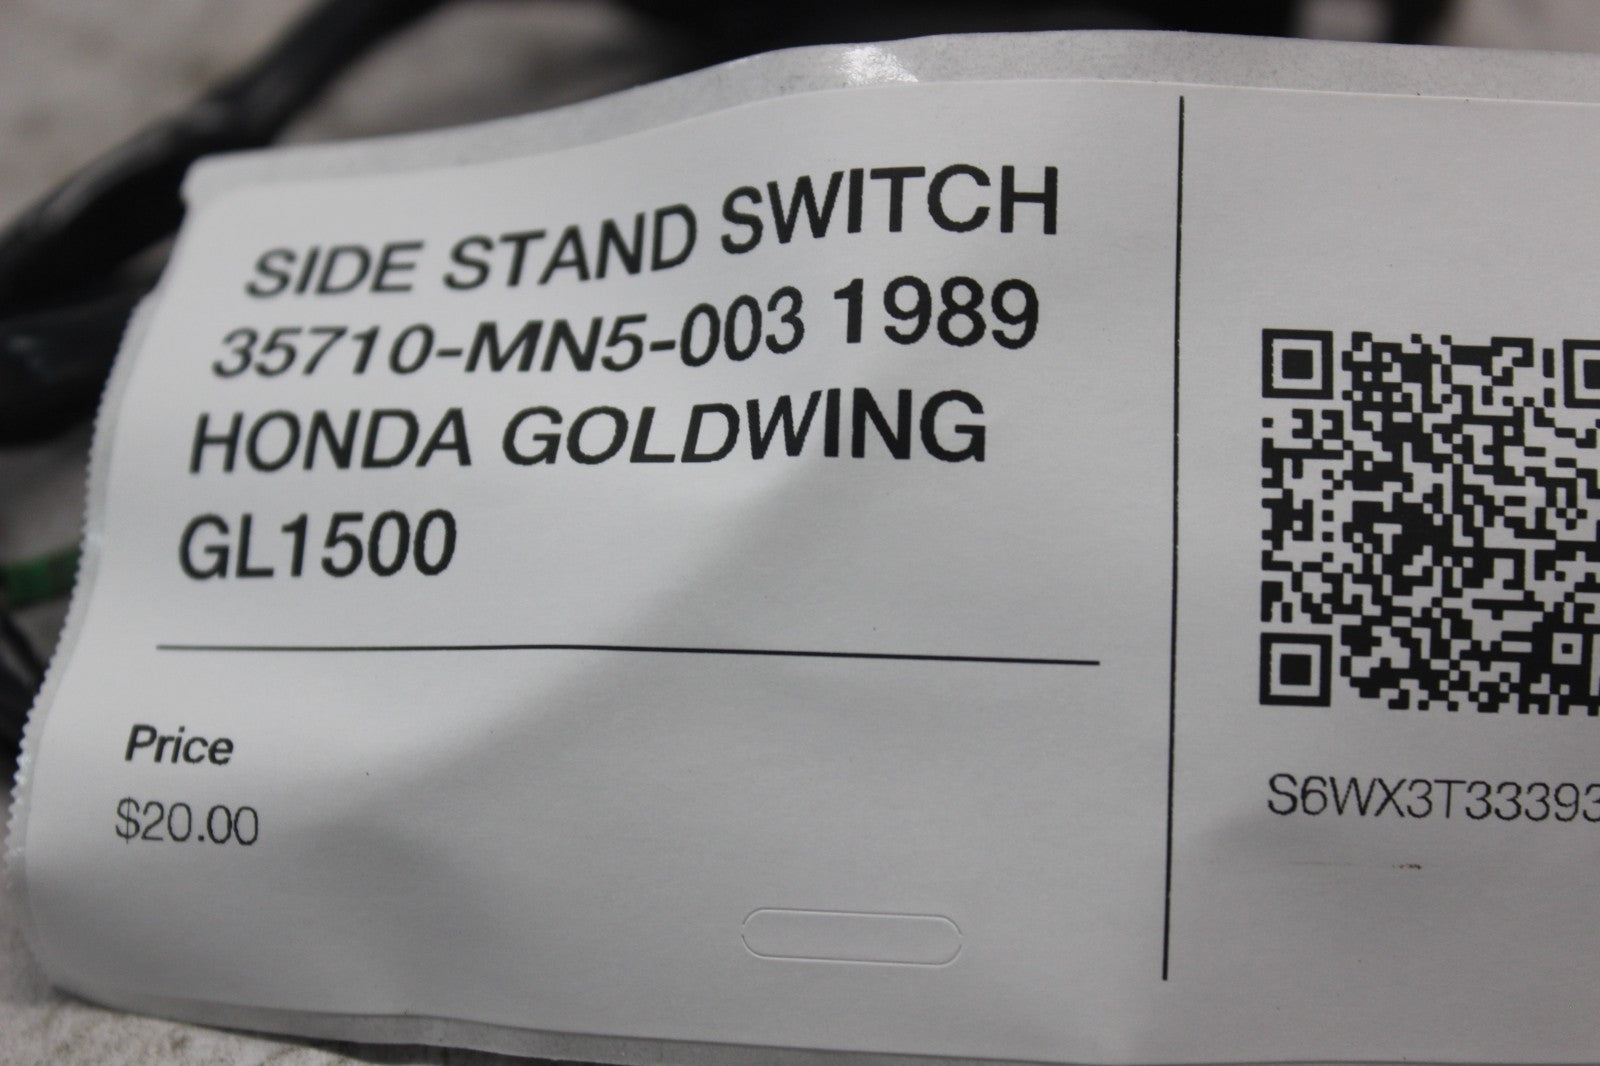 SIDE STAND SWITCH
35710-MN5-003 1989
HONDA GOLDWING
GL1500
Price
$20.00
S6WX3T33393